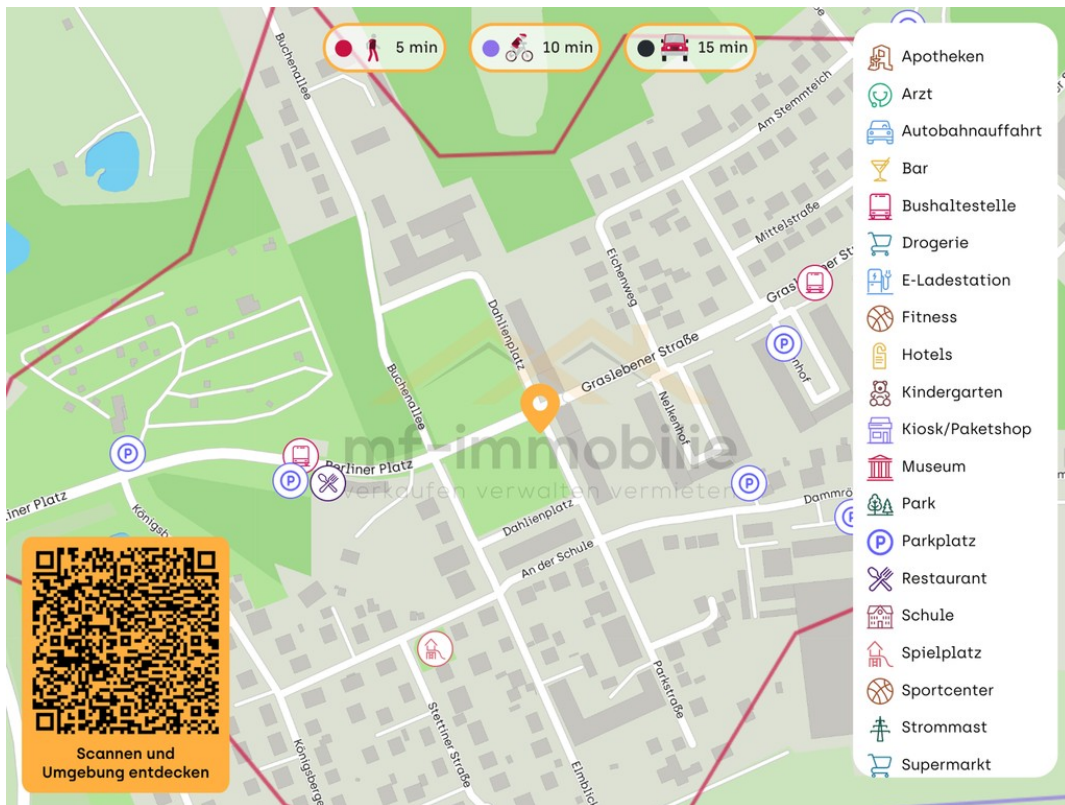 5 min
10 min
15 min
Apotheken
Arzt
Autobahnauffahrt
Bar
Bushaltestelle
Drogerie
E-Ladestation
Fitness
Hotels
Kindergarten
Kiosk/Paketshop
Museum
Park
Parkplatz
Restaurant
Schule
Spielplatz
Sportcenter
Strommast
Supermarkt
Buchenallee
Buchenallee
Am Stemmteich
Mittelstraße
Eichenweg
Dahlienplatz
Graslebener Straße
Nelkenhof
mf-immobilie
verkaufen verwalten vermieten
Berliner Platz
Dahlienplatz
An der Schule
Parkstraße
Stettiner Straße
Elmblick
P
P
P
P
Scannen und
Umgebung entdecken